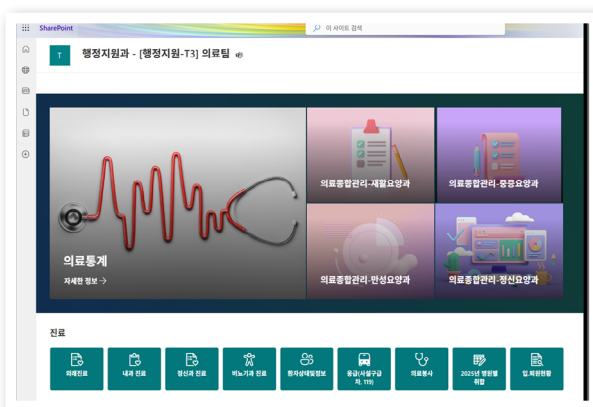 SharePoint
이 사이트 검색
T
행정지원과 - [행정지원-T3] 의료팀
의료종합관리-재활요양과
의료종합관리-중증요양과
의료통계
자세한 정보 →
의료종합관리-만성요양과
의료종합관리-정신요양과
진료
외래진료
내과 진료
정신과 진료
비뇨기과 진료
환자상태및정보
응급(사설구급
차. 119)
의료봉사
2025년 병원별
취합
입.퇴원현황